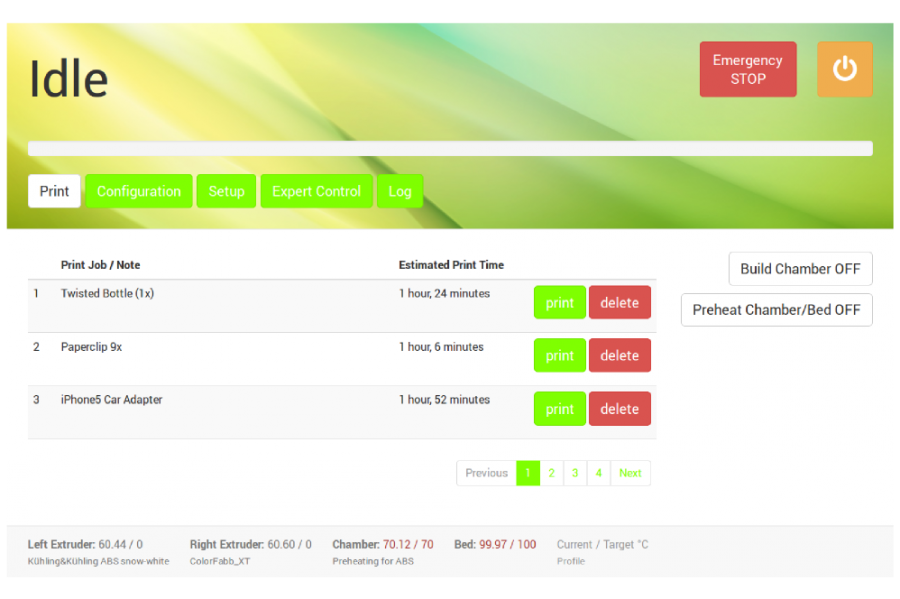 Idle
Emergency
STOP
Print Configuration Setup Expert Control Log
Print Job / Note Estimated Print Time
1 Twisted Bottle (1x) 1 hour, 24 minutes print delete
2 Paperclip 9x 1 hour, 6 minutes print delete
3 iPhone5 Car Adapter 1 hour, 52 minutes print delete
Build Chamber OFF
Preheat Chamber/Bed OFF
Previous 1 2 3 4 Next
Left Extruder: 60.44 / 0 Right Extruder: 60.60 / 0 Chamber: 70.12 / 70 Bed: 99.97 / 100 Current / Target °C
Kühling&Kühling ABS snow-white ColorFabb_XT Preheating for ABS Profile